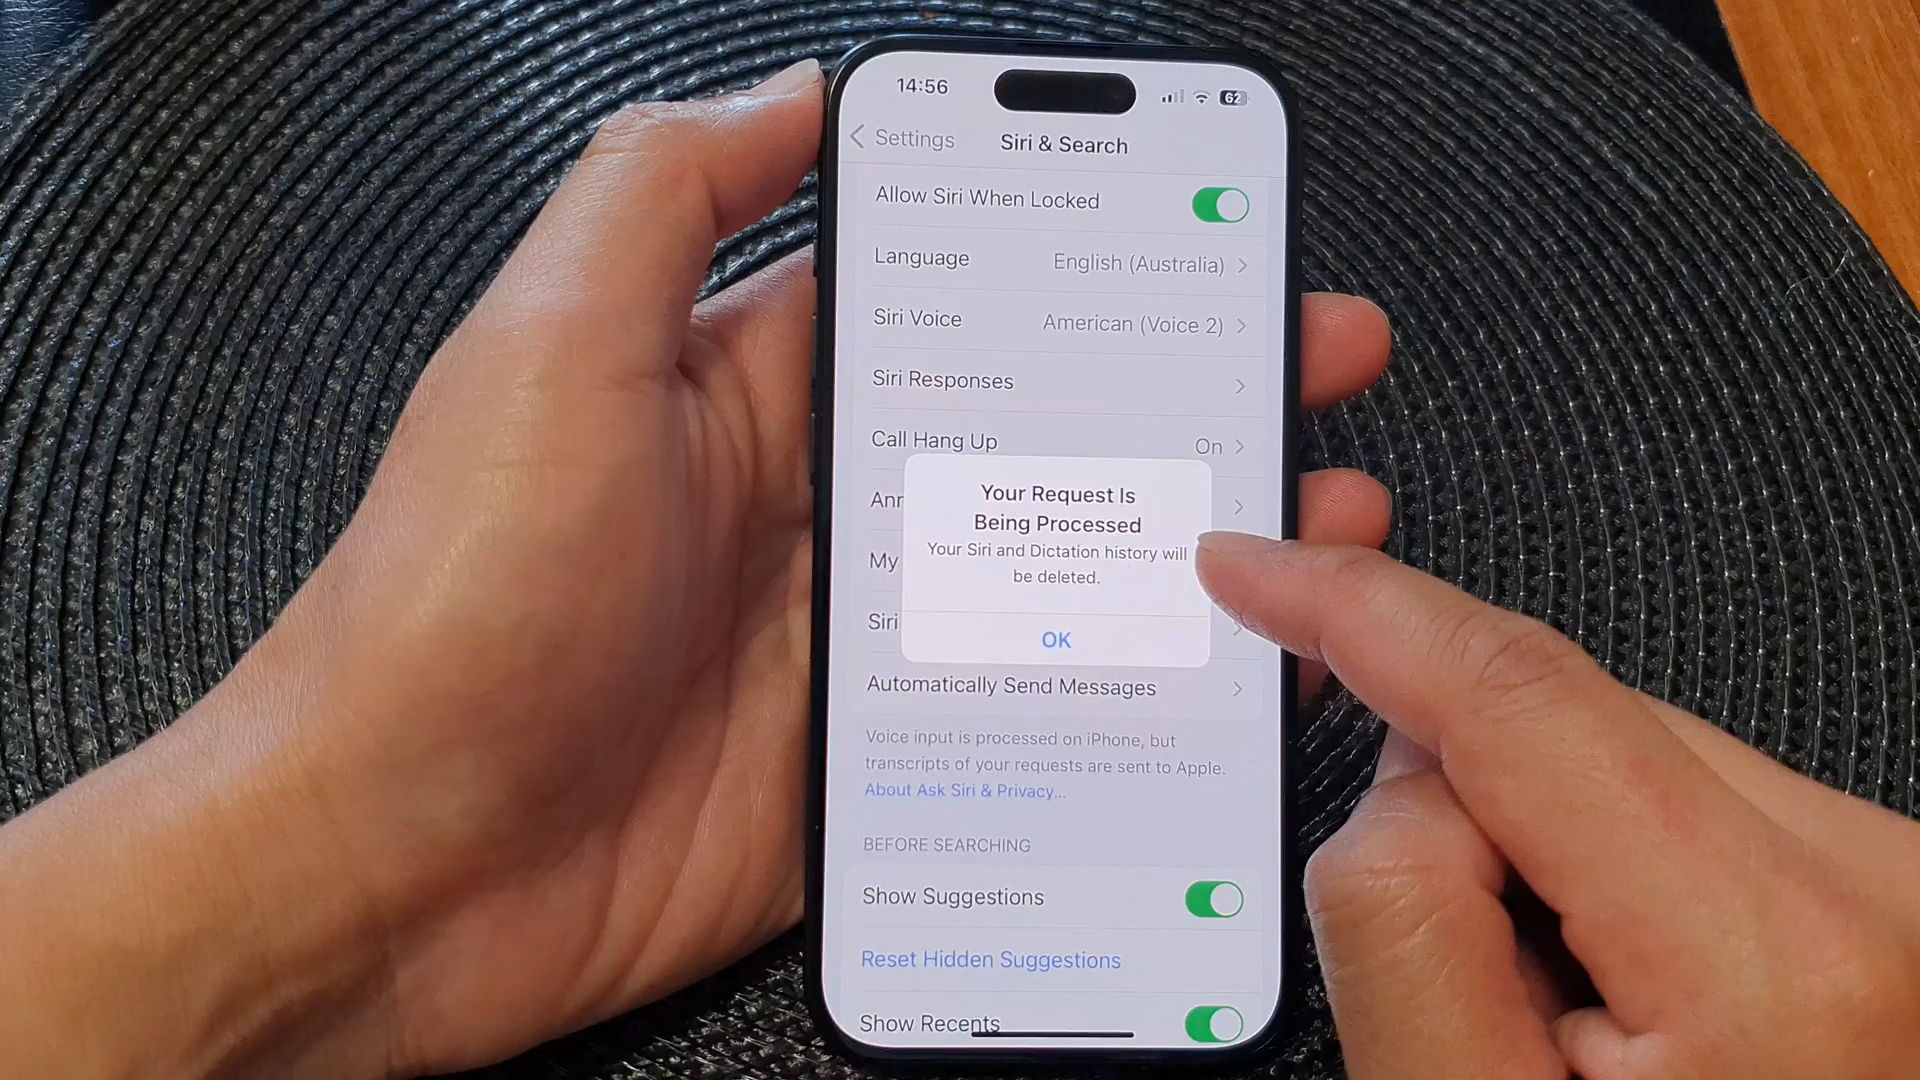 14:56
62
Settings
Siri & Search
Allow Siri When Locked
Language
English (Australia)
Siri Voice
American (Voice 2)
Siri Responses
Call Hang Up
On
Ann
My
Siri
Your Request Is
Being Processed
Your Siri and Dictation history will
be deleted.
OK
Automatically Send Messages
Voice input is processed on iPhone, but
transcripts of your requests are sent to Apple.
About Ask Siri & Privacy...
BEFORE SEARCHING
Show Suggestions
Reset Hidden Suggestions
Show Recents